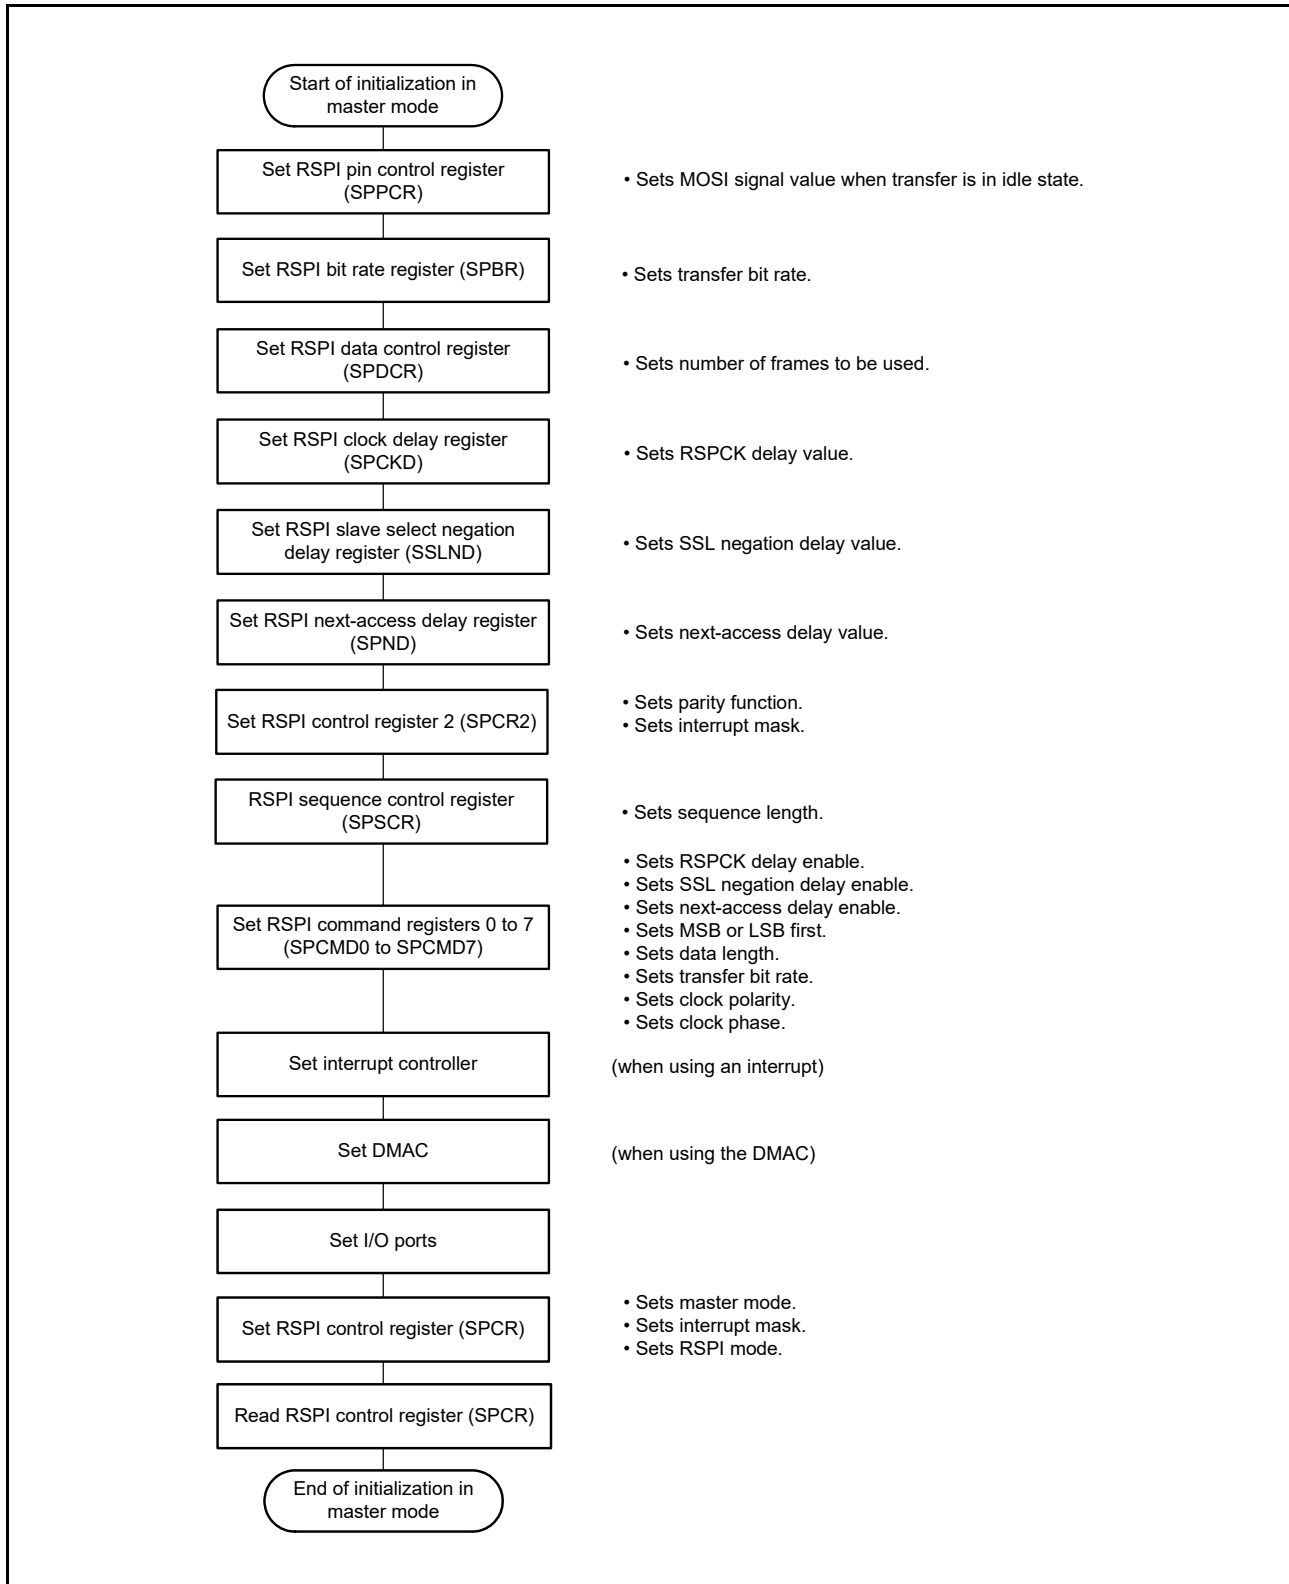 Start of initialization in
master mode
Set RSPI pin control register
(SPPCR)
• Sets MOSI signal value when transfer is in idle state.
Set RSPI bit rate register (SPBR)
• Sets transfer bit rate.
Set RSPI data control register
(SPDCR)
• Sets number of frames to be used.
Set RSPI clock delay register
(SPCKD)
• Sets RSPCK delay value.
Set RSPI slave select negation
delay register (SSLND)
• Sets SSL negation delay value.
Set RSPI next-access delay register
(SPND)
• Sets next-access delay value.
Set RSPI control register 2 (SPCR2)
• Sets parity function.
• Sets interrupt mask.
RSPI sequence control register
(SPSCR)
• Sets sequence length.
Set RSPI command registers 0 to 7
(SPCMD0 to SPCMD7)
• Sets RSPCK delay enable.
• Sets SSL negation delay enable.
• Sets next-access delay enable.
• Sets MSB or LSB first.
• Sets data length.
• Sets transfer bit rate.
• Sets clock polarity.
• Sets clock phase.
Set interrupt controller
(when using an interrupt)
Set DMAC
(when using the DMAC)
Set I/O ports
Set RSPI control register (SPCR)
• Sets master mode.
• Sets interrupt mask.
• Sets RSPI mode.
Read RSPI control register (SPCR)
End of initialization in
master mode